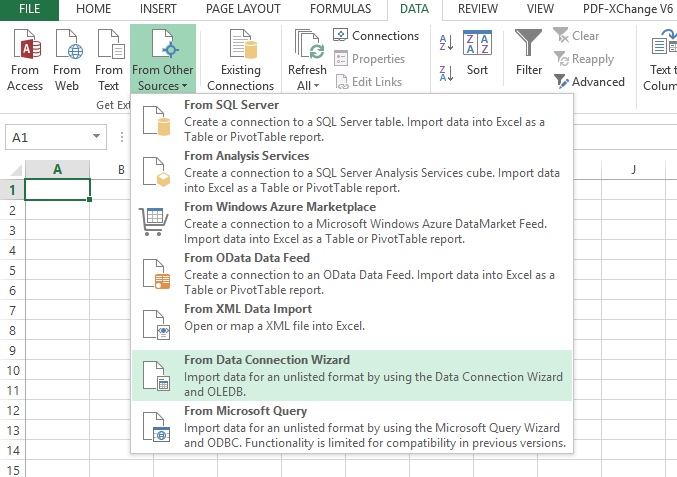 FILE HOME INSERT PAGE LAYOUT FORMULAS DATA REVIEW VIEW PDF-XChange V6
From Access
From Web
From Text
From Other Sources
Existing Connections
Refresh All
Connections
Properties
Edit Links
Sort
Filter
Clear
Reapply
Advanced
Text t
Colum
Get Ext
A1
From SQL Server
Create a connection to a SQL Server table. Import data into Excel as a
Table or PivotTable report.
From Analysis Services
Create a connection to a SQL Server Analysis Services cube. Import data
into Excel as a Table or PivotTable report.
From Windows Azure Marketplace
Create a connection to a Microsoft Windows Azure DataMarket Feed.
Import data into Excel as a Table or PivotTable report.
From OData Data Feed
Create a connection to an OData Data Feed. Import data into Excel as a
Table or PivotTable report.
From XML Data Import
Open or map a XML file into Excel.
From Data Connection Wizard
Import data for an unlisted format by using the Data Connection Wizard
and OLEDB.
From Microsoft Query
Import data for an unlisted format by using the Microsoft Query Wizard
and ODBC. Functionality is limited for compatibility in previous versions.
A B J
1
2
3
4
5
6
7
8
9
10
11
12
13
14
15